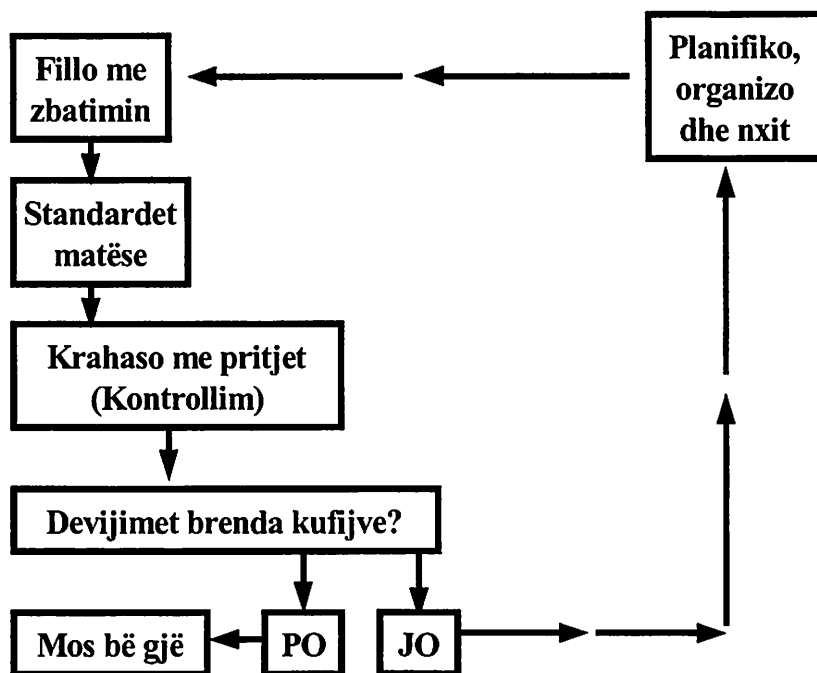 Fillo me
zbatimin
Planifiko,
organizo
dhe nxit
Standardet
matëse
Krahaso me pritjet
(Kontrollim)
Devijimet brenda kufijve?
Mos bë gjë
PO
JO